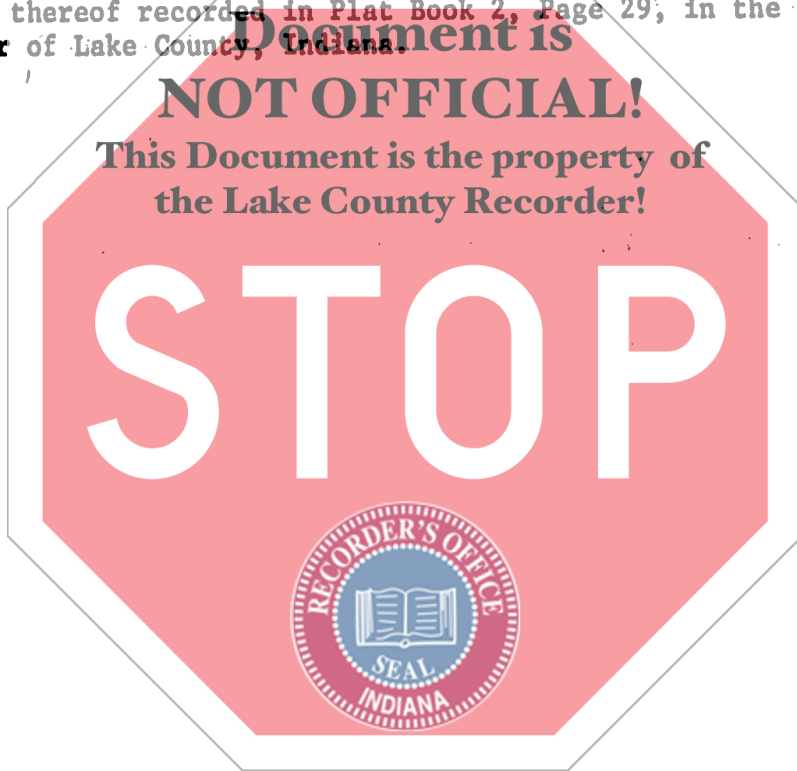 thereof recorded in Plat Book 2, Page 29, in the
r of Lake County, Indiana.
Document is
NOT OFFICIAL!
This Document is the property of
the Lake County Recorder!
STOP
RECORDER'S OFFICE
SEAL
INDIANA